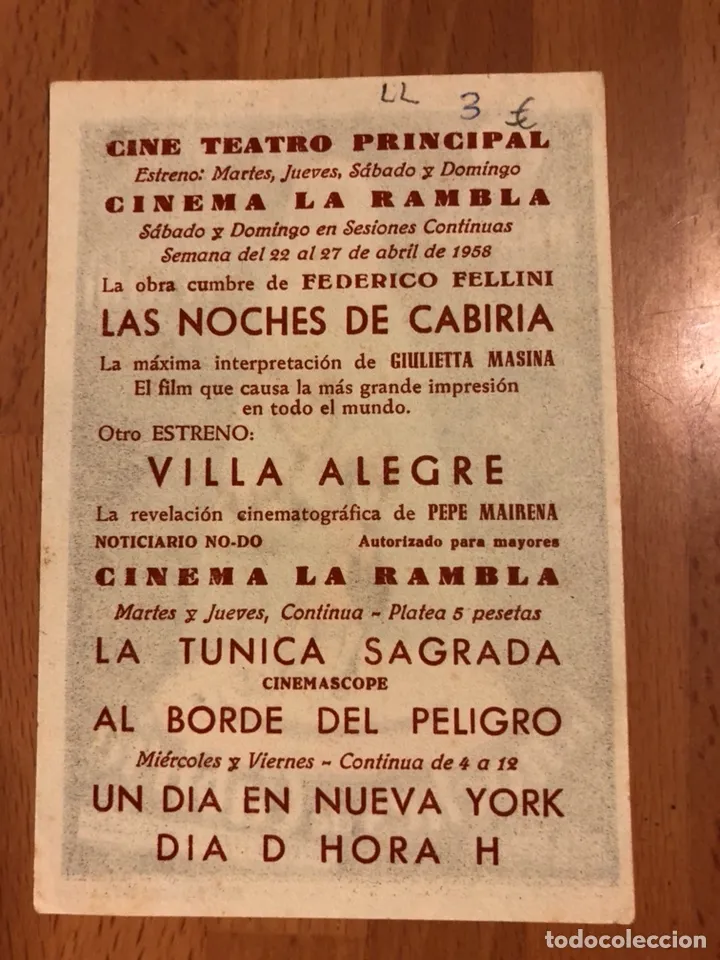 LL 3 €
CINE TEATRO PRINCIPAL
Estreno: Martes, Jueves, Sábado y Domingo
CINEMA LA RAMBLA
Sábado y Domingo en Sesiones Continuas
Semana del 22 al 27 de abril de 1958
La obra cumbre de FEDERICO FELLINI
LAS NOCHES DE CABIRIA
La máxima interpretación de GIULIETTA MASINA
El film que causa la más grande impresión
en todo el mundo.
Otro ESTRENO:
VILLA ALEGRE
La revelación cinematográfica de PEPE MAIRENA
NOTICIARIO NO-DO Autorizado para mayores
CINEMA LA RAMBLA
Martes y Jueves, Continua - Platea 5 pesetas
LA TUNICA SAGRADA
CINEMASCOPE
AL BORDE DEL PELIGRO
Miércoles y Viernes - Continua de 4 a 12
UN DIA EN NUEVA YORK
DIA D HORA H
todocoleccion